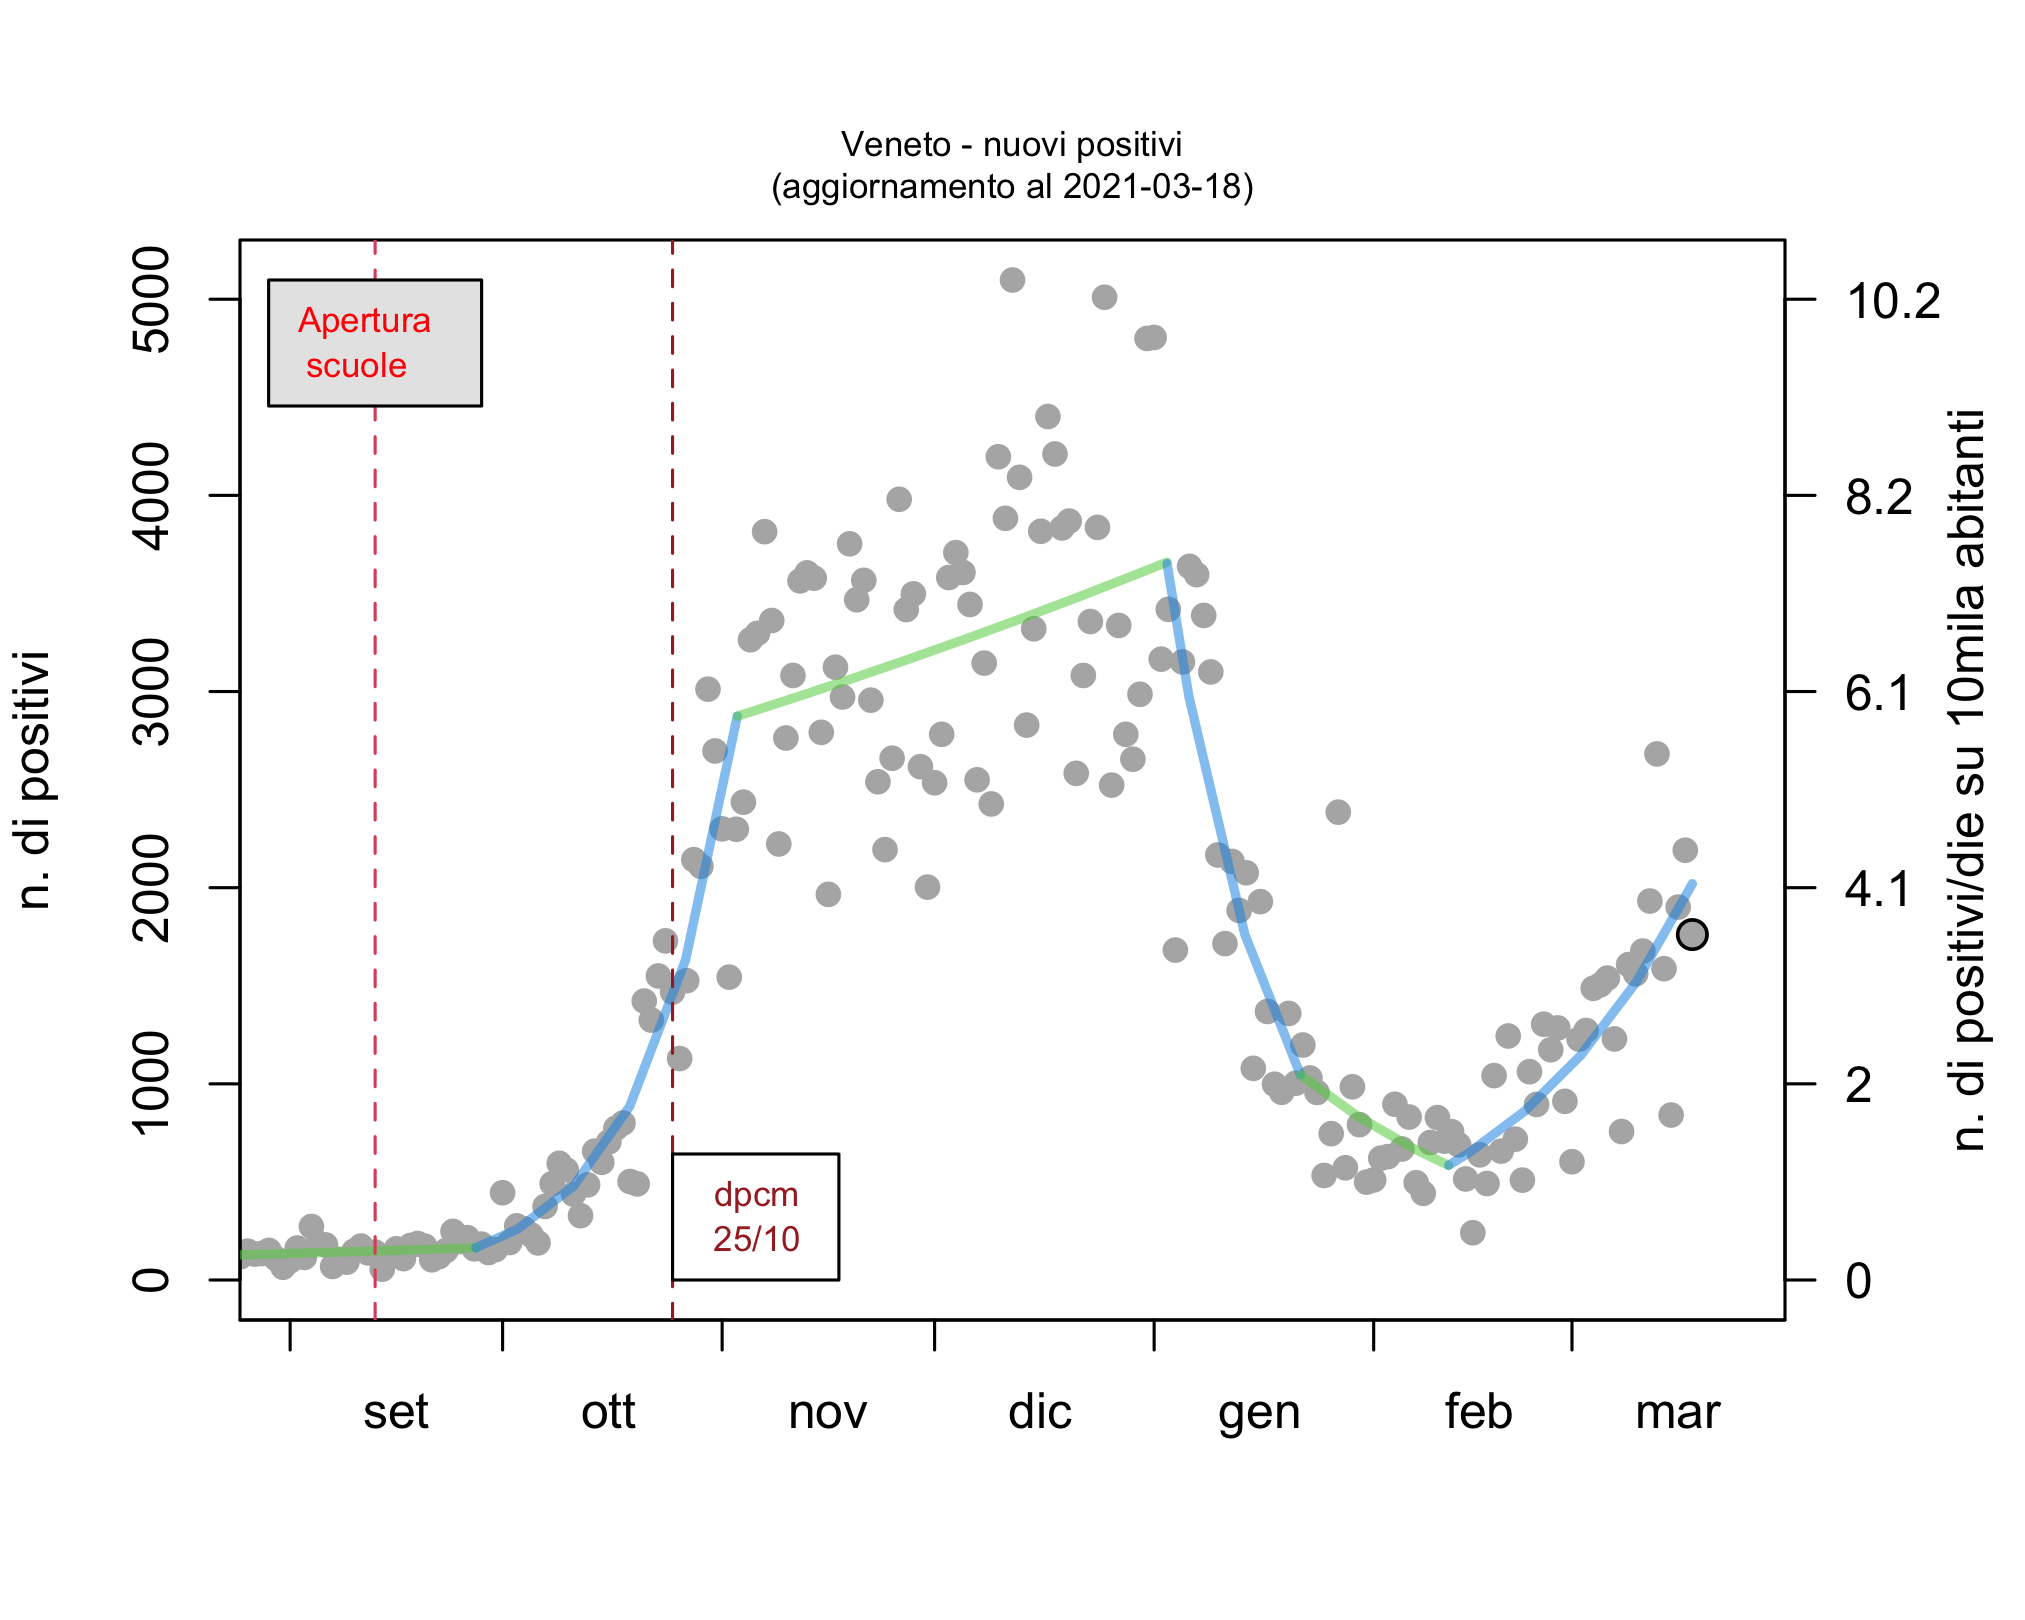 Veneto - nuovi positivi
(aggiornamento al 2021-03-18)
n. di positivi
5000
4000
3000
2000
1000
0
Apertura
scuole
dpcm
25/10
10.2
8.2
6.1
4.1
2
0
n. di positivi/die su 10mila abitanti
set ott nov dic gen feb mar